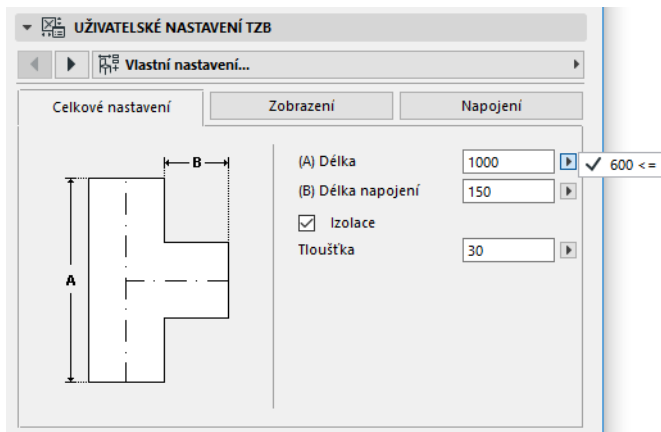 UŽIVATELSKÉ NASTAVENÍ TZB
Vlastní nastavení...
Celkové nastavení
Zobrazení
Napojení
B
A
(A) Délka
1000
600 <=
(B) Délka napojení
150
Izolace
Tloušťka
30